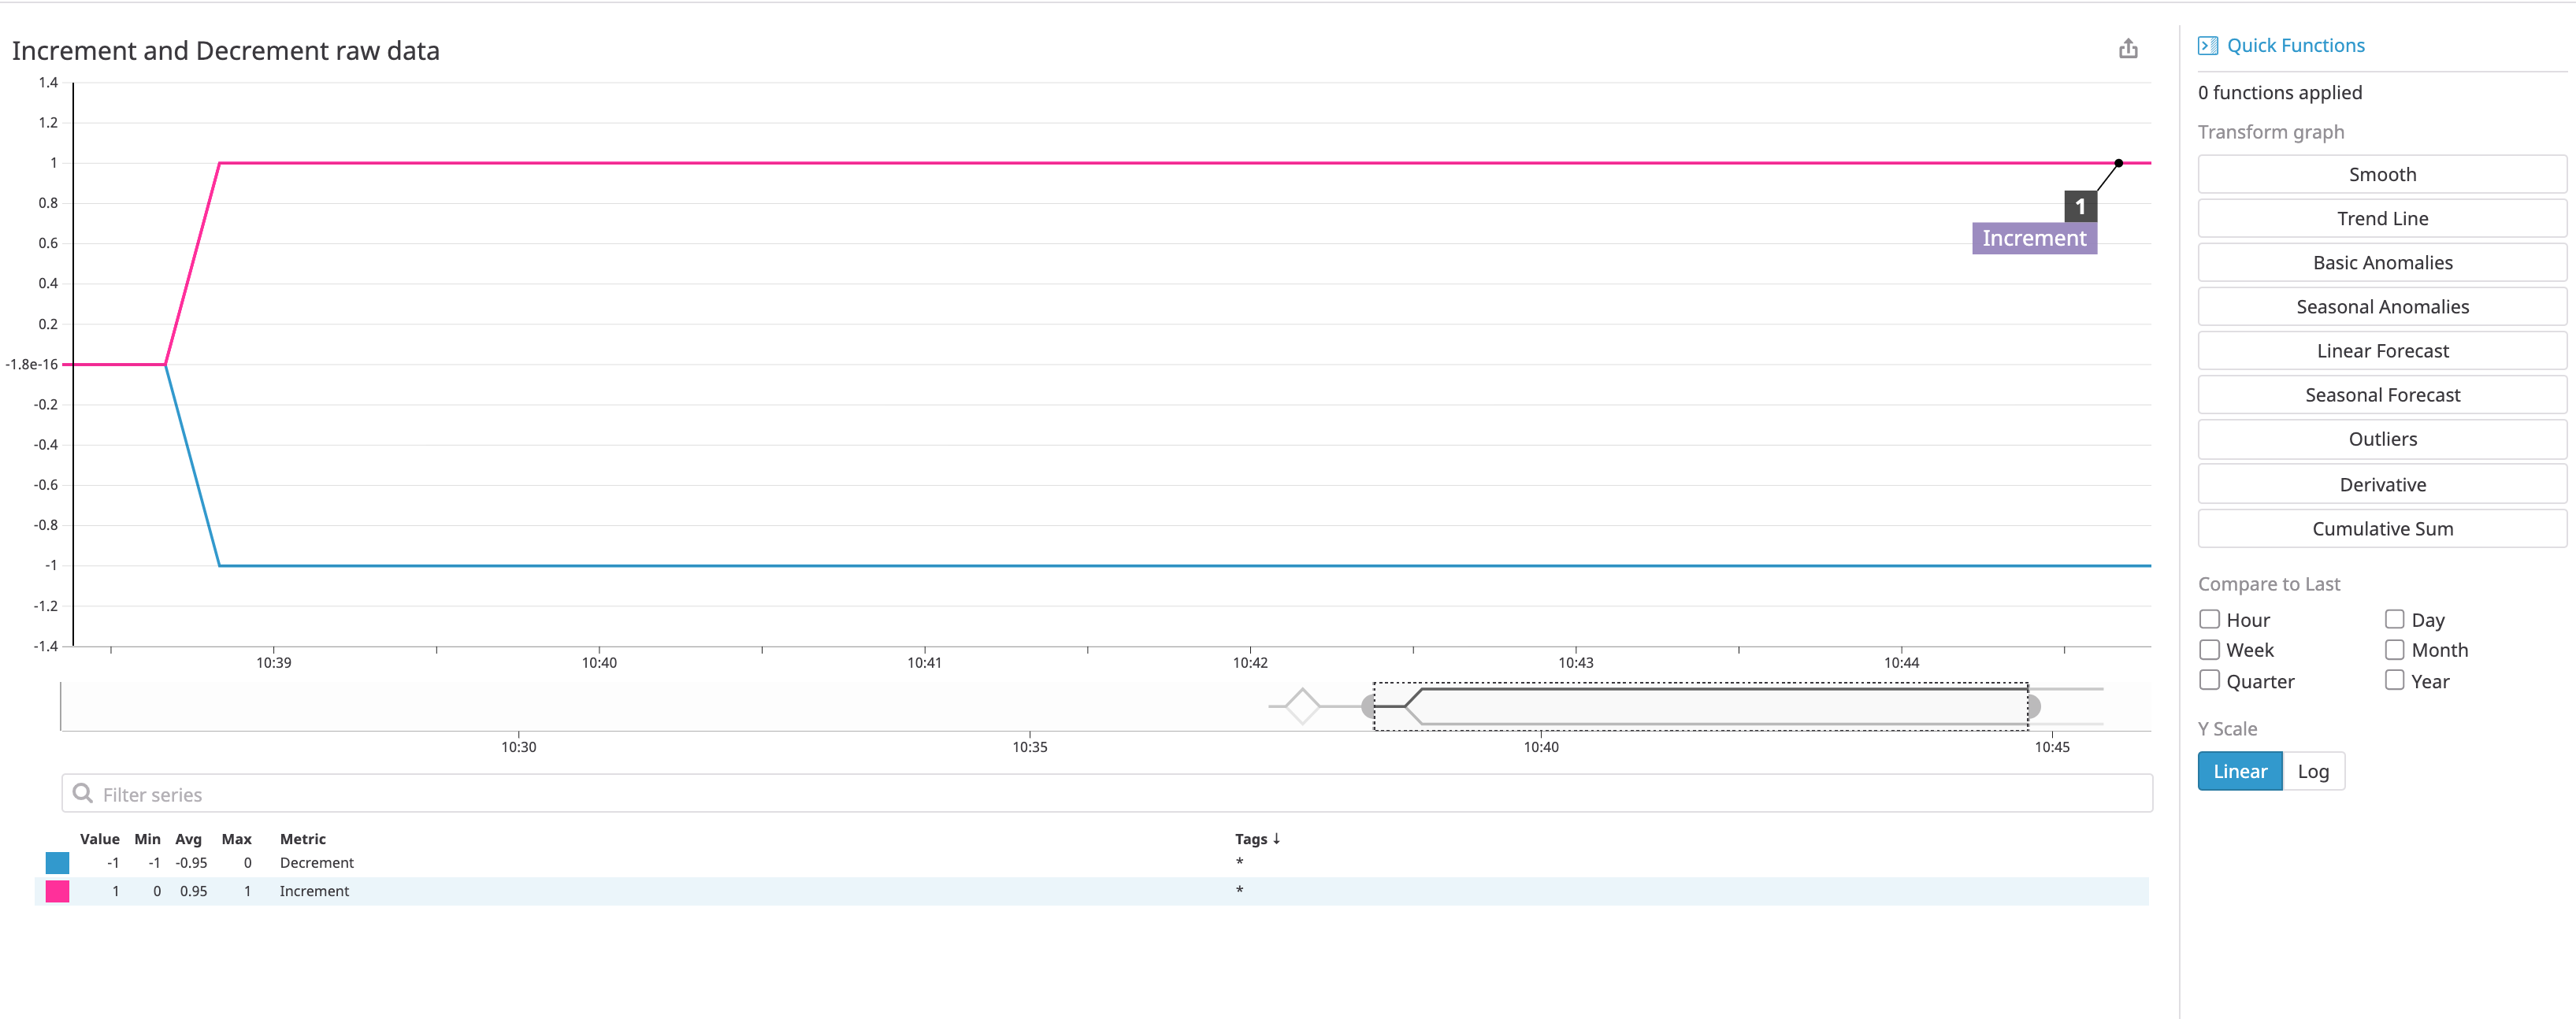 Increment and Decrement raw data
1.4
1.2
1
0.8
0.6
0.4
0.2
-1.8e-16
-0.2
-0.4
-0.6
-0.8
-1
-1.2
-1.4
1
Increment
10:39 10:40 10:41 10:42 10:43 10:44
10:30 10:35 10:40 10:45
Filter series
Value Min Avg Max Metric Tags ↓
-1 -1 -0.95 0 Decrement *
1 0 0.95 1 Increment *
Quick Functions
0 functions applied
Transform graph
Smooth
Trend Line
Basic Anomalies
Seasonal Anomalies
Linear Forecast
Seasonal Forecast
Outliers
Derivative
Cumulative Sum
Compare to Last
Hour Day
Week Month
Quarter Year
Y Scale
Linear Log